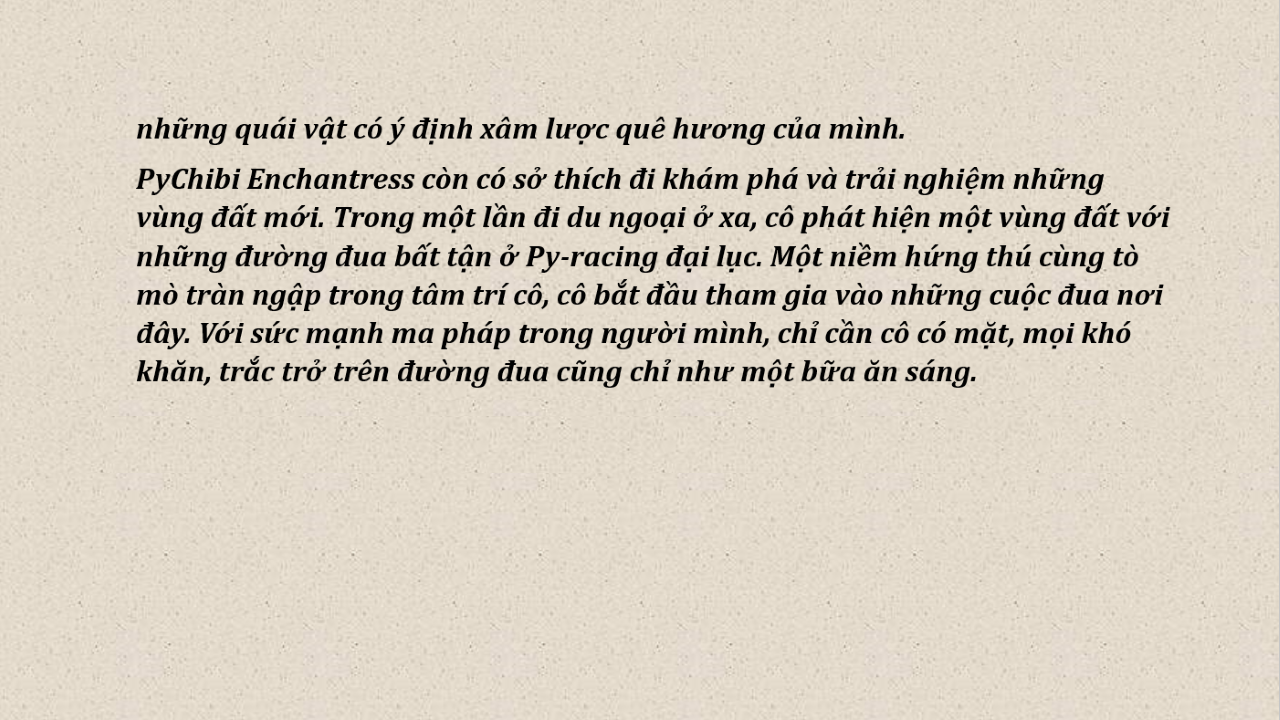 những quái vật có ý định xâm lược quê hương của mình.
PyChibi Enchantress còn có sở thích đi khám phá và trải nghiệm những
vùng đất mới. Trong một lần đi du ngoại ở xa, cô phát hiện một vùng đất với
những đường đua bất tận ở Py-racing đại lục. Một niềm hứng thú cùng tò
mò tràn ngập trong tâm trí cô, cô bắt đầu tham gia vào những cuộc đua nơi
đây. Với sức mạnh ma pháp trong người mình, chỉ cần cô có mặt, mọi khó
khăn, trắc trở trên đường đua cũng chỉ như một bữa ăn sáng.